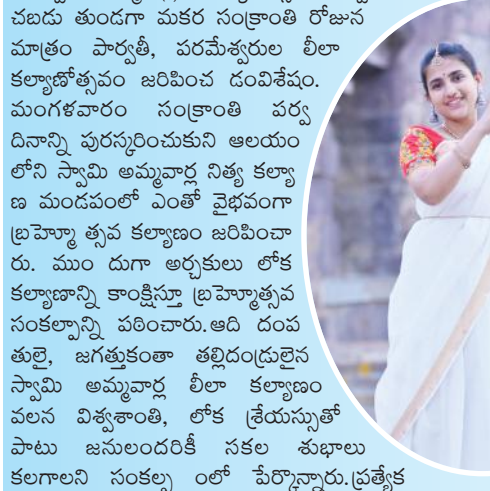 చబడు తుండగా మకర సంక్రాంతి రోజున
మాత్రం పార్వతీ, పరమేశ్వరుల లీలా
కల్యాణోత్సవం జరిపించ డంవిశేషం.
మంగళవారం సంక్రాంతి పర్వ
దినాన్ని పురస్కరించుకుని ఆలయం
లోని స్వామి అమ్మవార్ల నిత్య కల్యా
ణ మండపంలో ఎంతో వైభవంగా
బ్రహ్మెూ త్సవ కల్యాణం జరిపించా
రు. ముం దుగా అర్చకులు లోక
కల్యాణాన్ని కాంక్షిస్తూ బ్రహ్మెూత్సవ
సంకల్పాన్ని పఠించారు.ఆది దంప
తులై, జగత్తుకంతా తల్లిదండ్రులైన
స్వామి అమ్మవార్ల లీలా కల్యాణం
వలన విశ్వశాంతి, లోక శ్రేయస్సుతో
పాటు జనులందరికీ సకల శుభాలు
కలగాలని సంకల్ప ంలో పేర్కొన్నారు.ప్రత్యేక